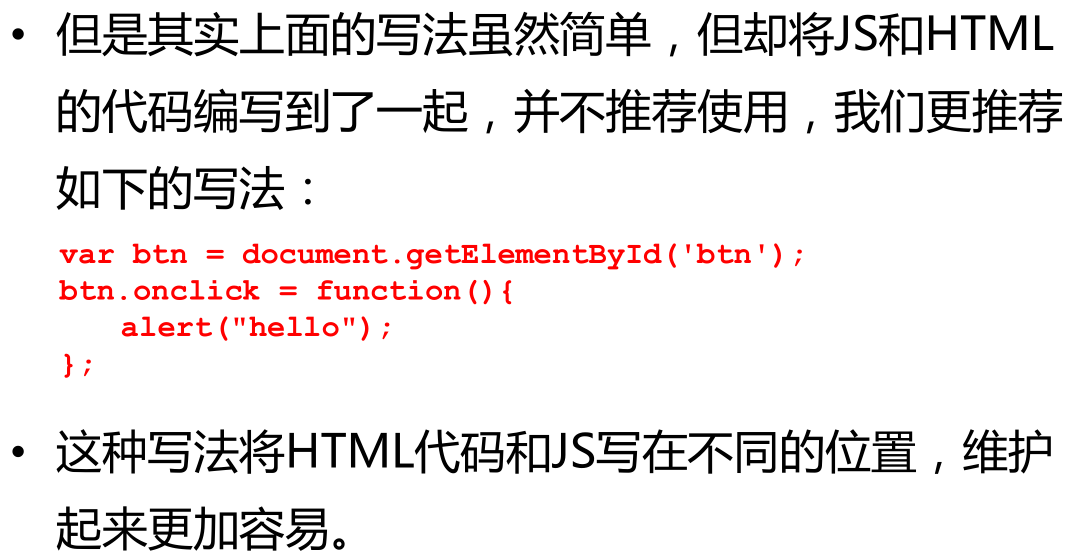 • 但是其实上面的写法虽然简单，但却将JS和HTML
的代码编写到了一起，并不推荐使用，我们更推荐
如下的写法：
var btn = document.getElementById('btn');
btn.onclick = function(){
alert("hello");
};
• 这种写法将HTML代码和JS写在不同的位置，维护
起来更加容易。